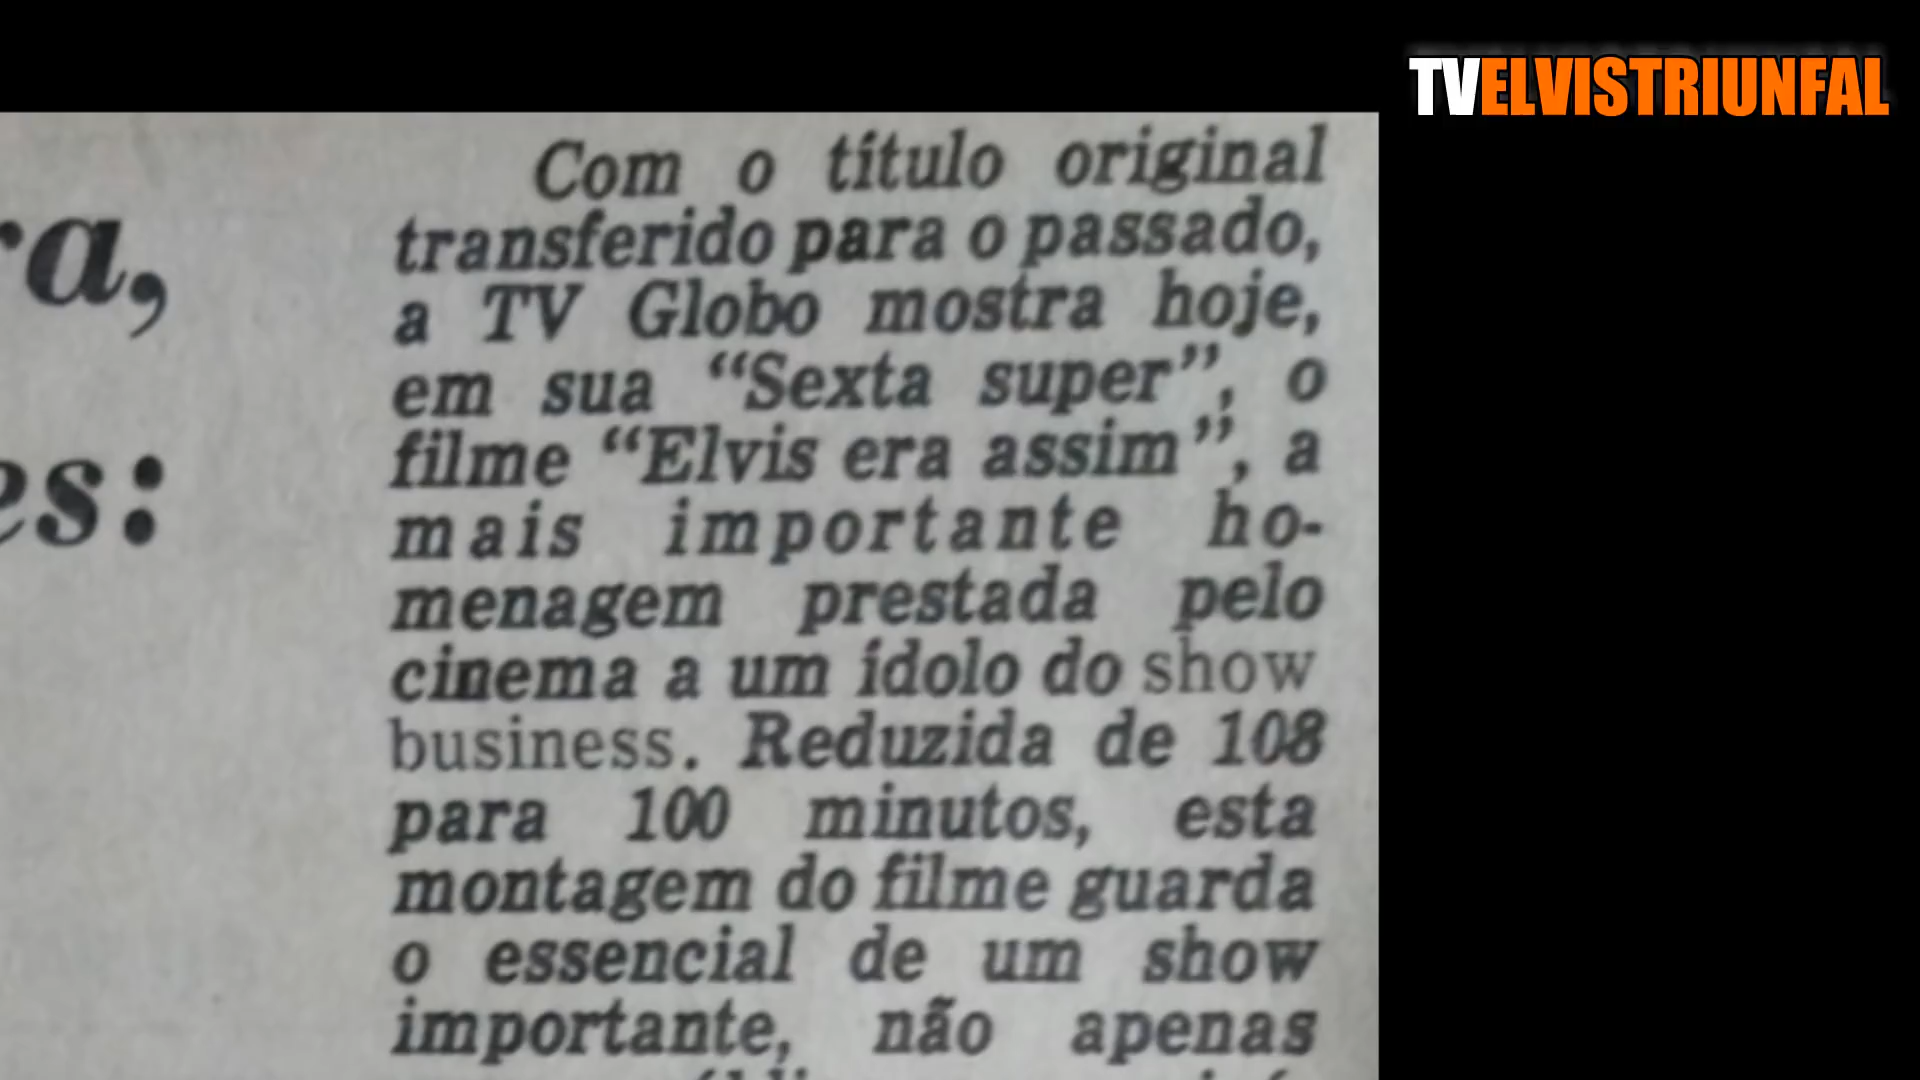 TVELVISTRIUNFAL
ra,
es:
Com o título original
transferido para o passado,
a TV Globo mostra hoje,
em sua “Sexta super”, o
filme “Elvis era assim”, a
mais importante ho-
menagem prestada pelo
cinema a um ídolo do show
business. Reduzida de 108
para 100 minutos, esta
montagem do filme guarda
o essencial de um show
importante, não apenas